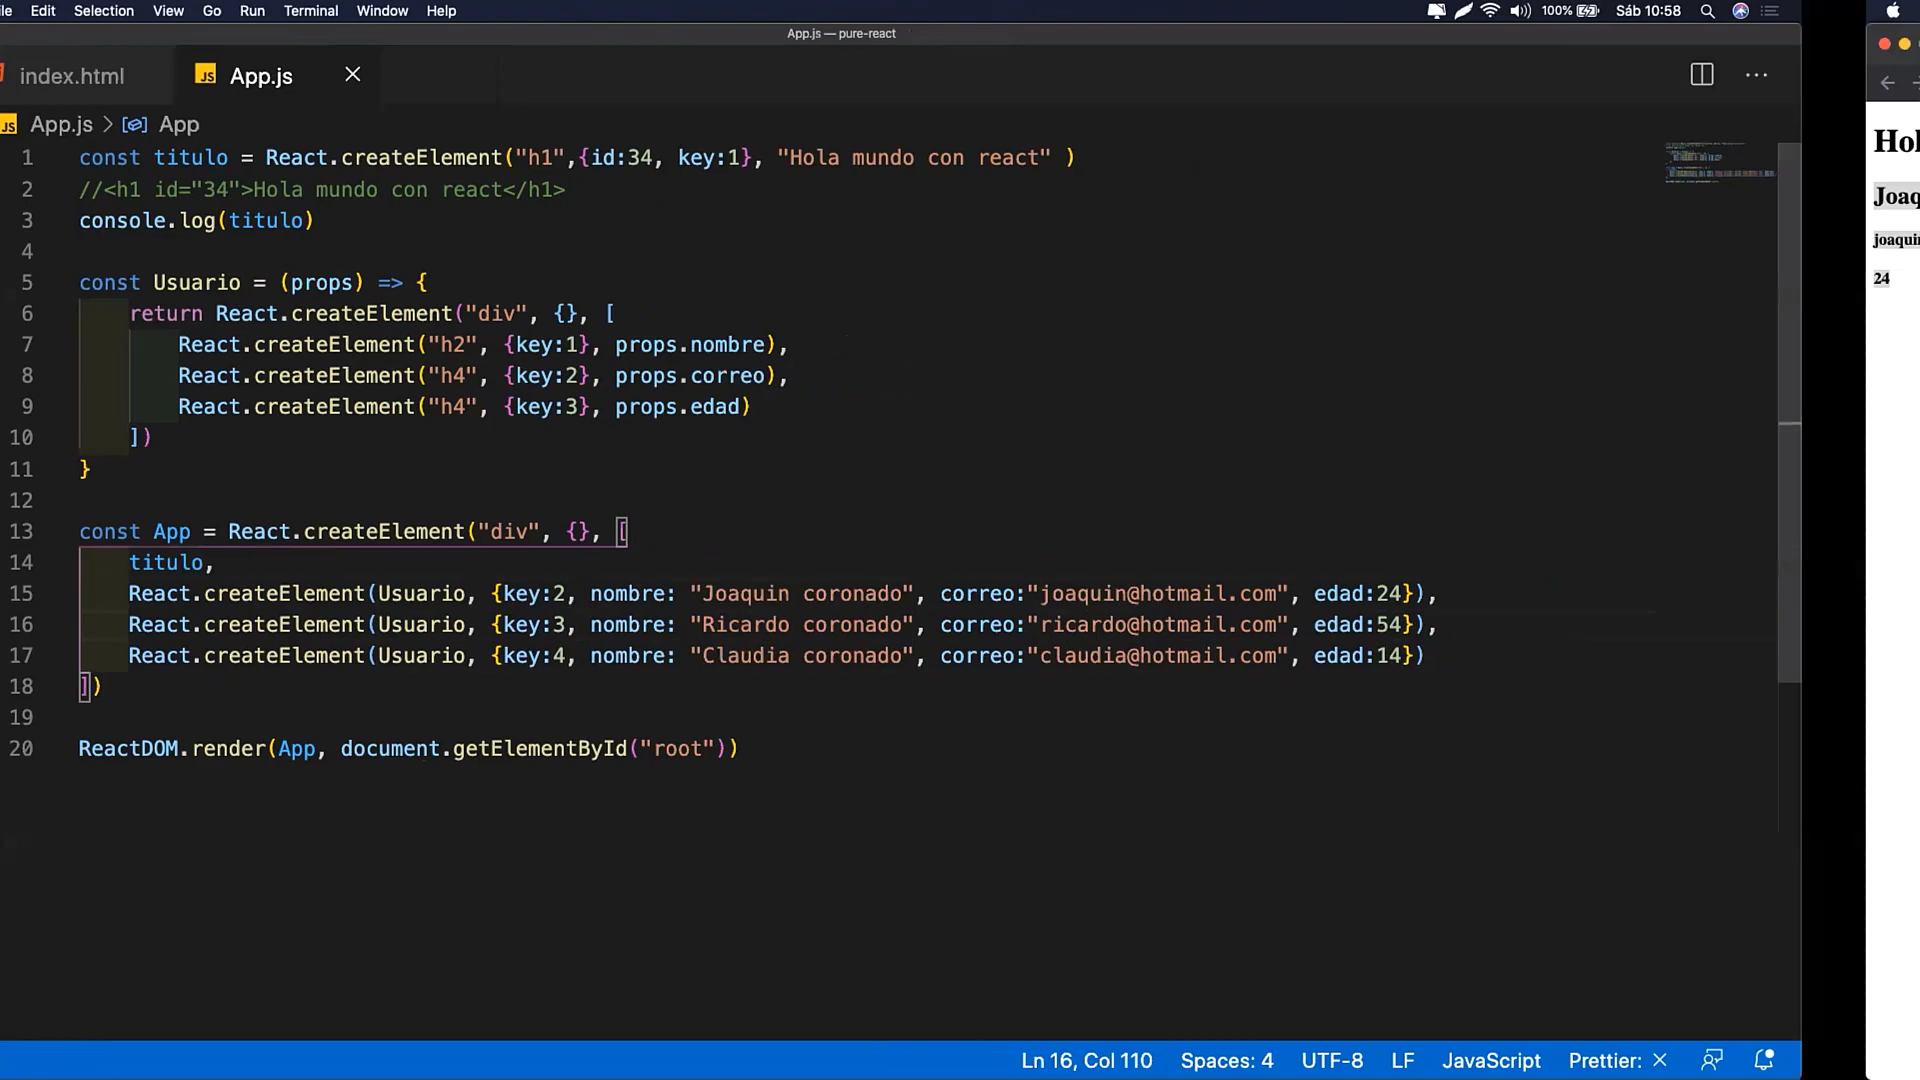 Edit Selection View Go Run Terminal Window Help 100% Sáb 10:58
App.js — pure-react
index.html JS App.js
JS App.js > App
1 const titulo = React.createElement("h1",{id:34, key:1}, "Hola mundo con react" )
2 //<h1 id="34">Hola mundo con react</h1>
3 console.log(titulo)
4
5 const Usuario = (props) => {
6 return React.createElement("div", {}, [
7 React.createElement("h2", {key:1}, props.nombre),
8 React.createElement("h4", {key:2}, props.correo),
9 React.createElement("h4", {key:3}, props.edad)
10 ])
11 }
12
13 const App = React.createElement("div", {}, [
14 titulo,
15 React.createElement(Usuario, {key:2, nombre: "Joaquin coronado", correo:"joaquin@hotmail.com", edad:24}),
16 React.createElement(Usuario, {key:3, nombre: "Ricardo coronado", correo:"ricardo@hotmail.com", edad:54}),
17 React.createElement(Usuario, {key:4, nombre: "Claudia coronado", correo:"claudia@hotmail.com", edad:14})
18 ])
19
20 ReactDOM.render(App, document.getElementById("root"))
Ln 16, Col 110 Spaces: 4 UTF-8 LF JavaScript Prettier: ×
24